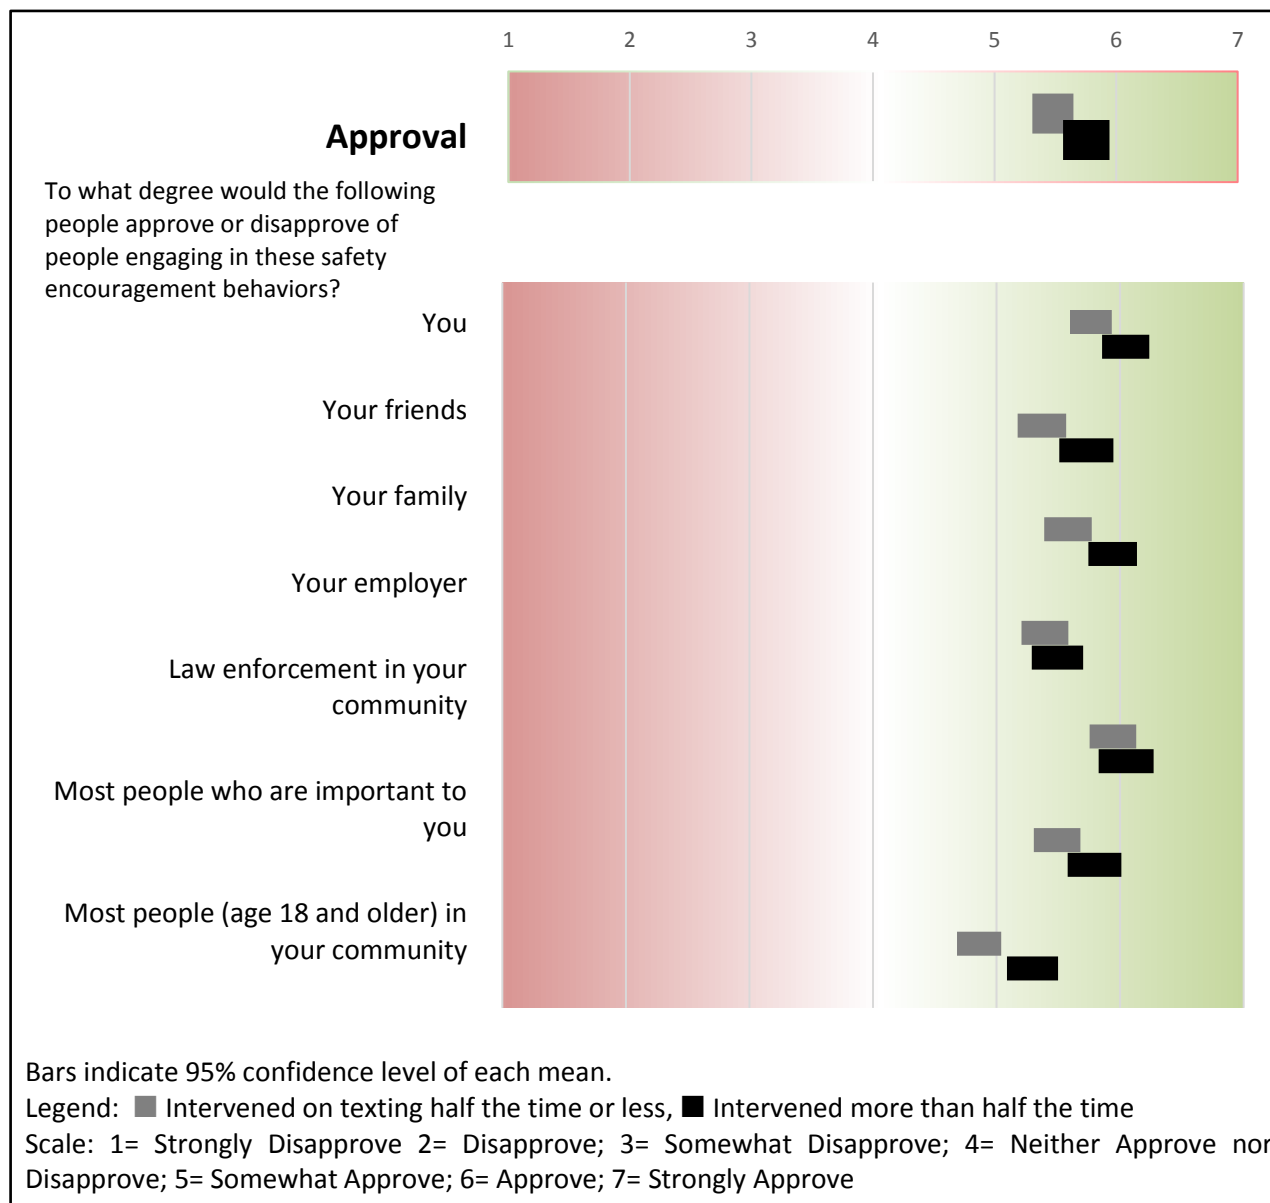 1 2 3 4 5 6 7
Approval
To what degree would the following
people approve or disapprove of
people engaging in these safety
encouragement behaviors?
You
Your friends
Your family
Your employer
Law enforcement in your
community
Most people who are important to
you
Most people (age 18 and older) in
your community
Bars indicate 95% confidence level of each mean.
Legend: Intervened on texting half the time or less, Intervened more than half the time
Scale: 1= Strongly Disapprove 2= Disapprove; 3= Somewhat Disapprove; 4= Neither Approve nor
Disapprove; 5= Somewhat Approve; 6= Approve; 7= Strongly Approve